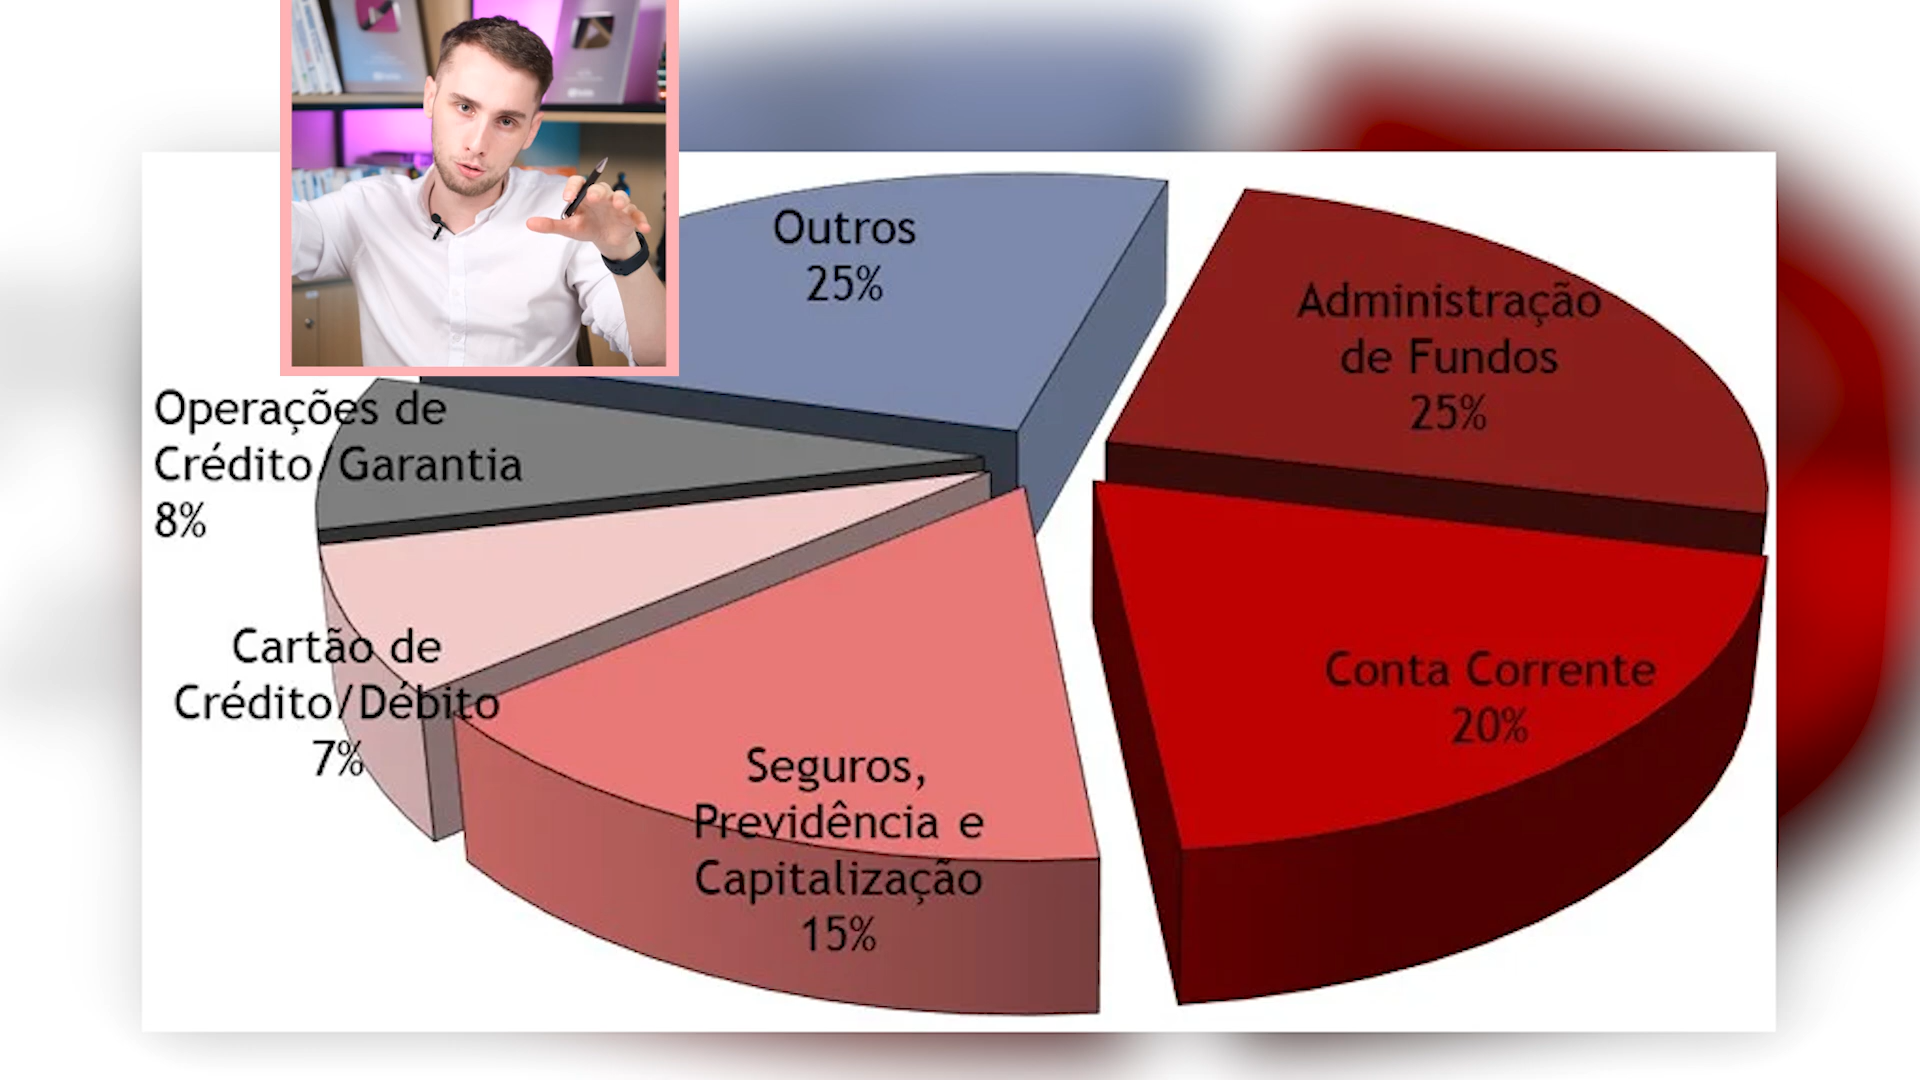 Outros
25%
Administração
de Fundos
25%
Operações de
Crédito/Garantia
8%
Cartão de
Crédito/Débito
7%
Conta Corrente
20%
Seguros,
Previdência e
Capitalização
15%